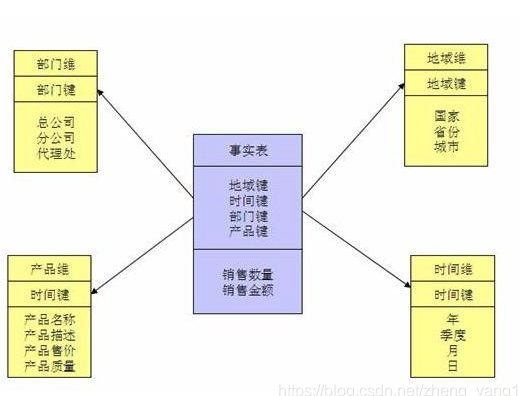 部门维
部门键
总公司
分公司
代理处
地域维
地域键
国家
省份
城市
事实表
地域键
时间键
部门键
产品键
销售数量
销售金额
产品维
时间键
产品名称
产品描述
产品售价
产品质量
时间维
时间键
年
季度
月
日
https://blog.csdn.net/zheng_yang1